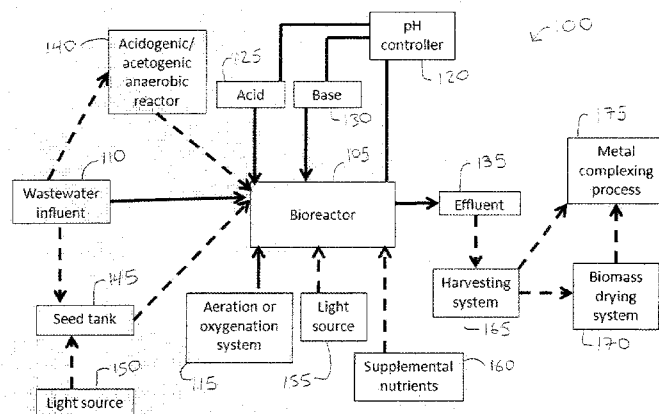 140
Acidogenic/
acetogenic
anaerobic
reactor
125
Acid
Base
130
pH
controller
120
100
110
Wastewater
influent
105
Bioreactor
135
Effluent
175
Metal
complexing
process
145
Seed tank
150
Light source
Aeration or
oxygenation
system
115
Light
source
155
Supplemental
nutrients
160
Harvesting
system
165
Biomass
drying
system
170